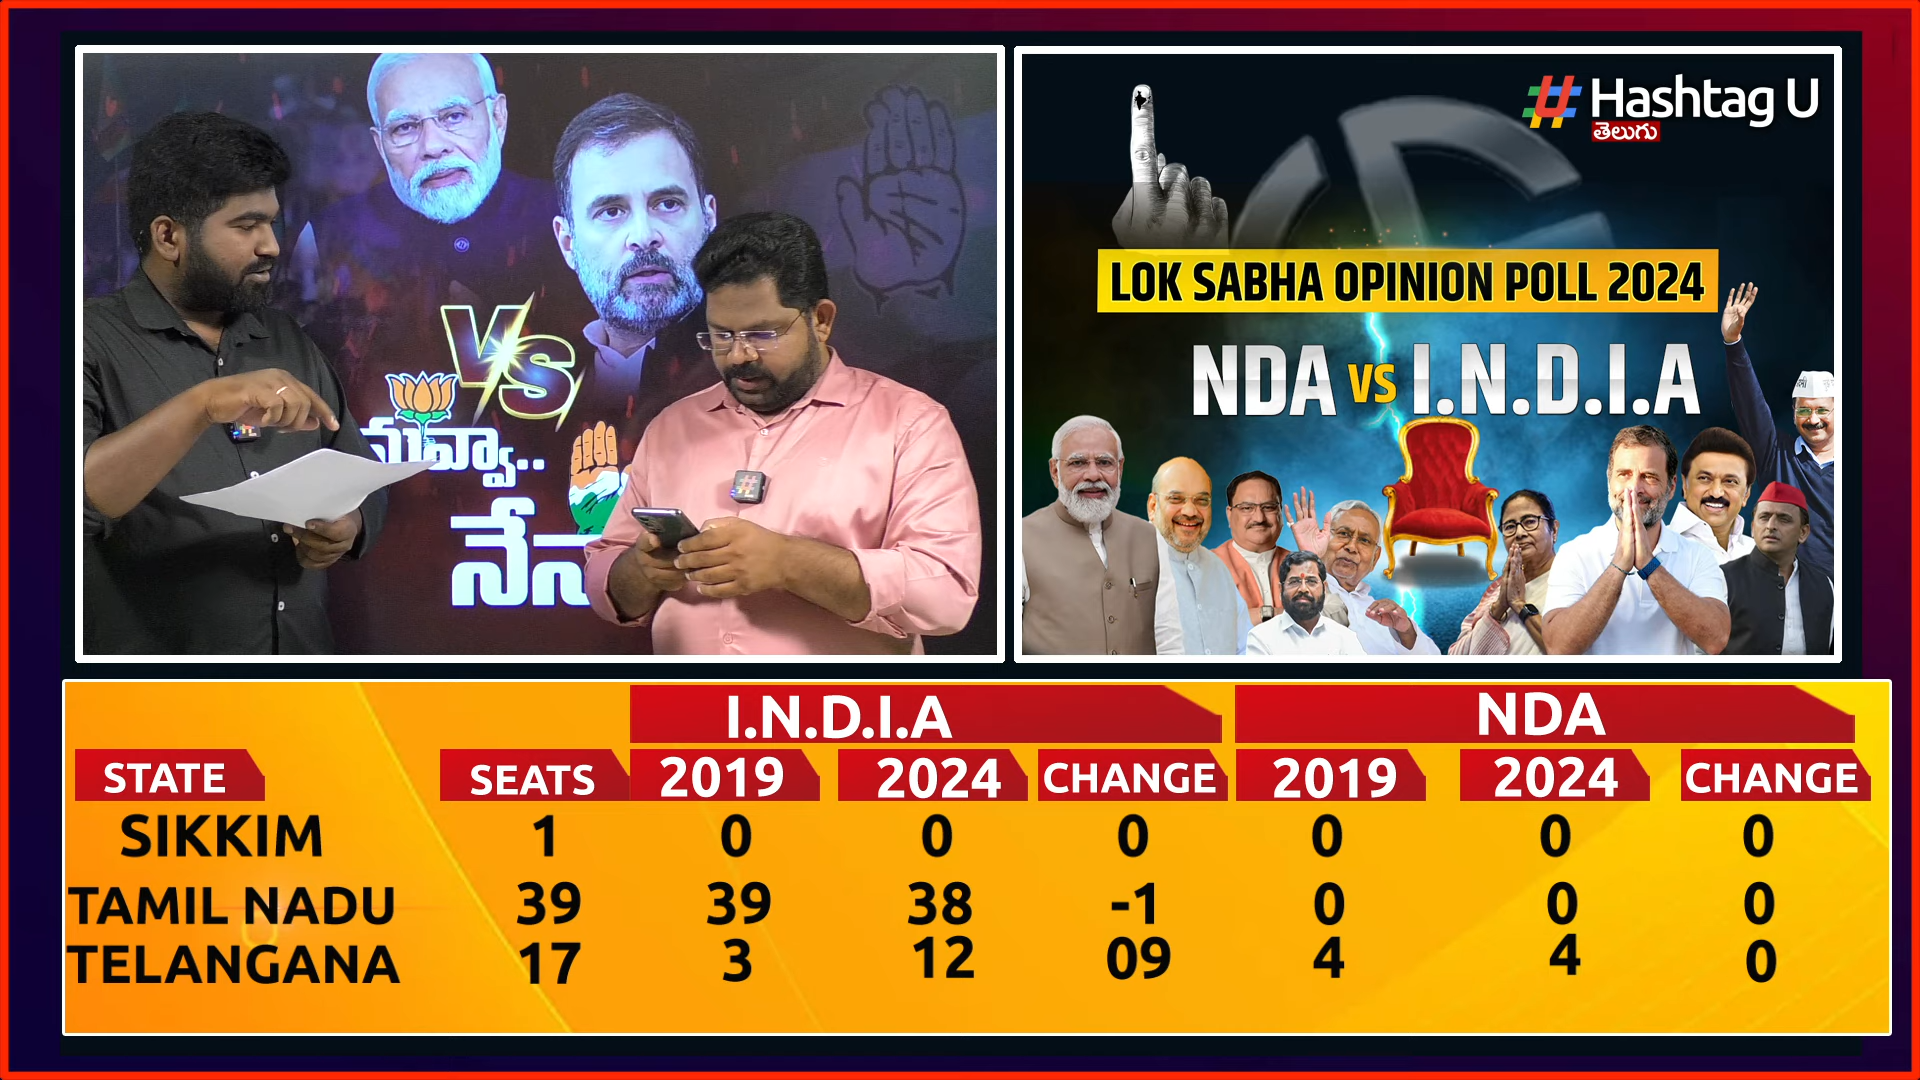 VS
నువ్వా..
# Hashtag U
తెలుగు
LOK SABHA OPINION POLL 2024
NDA VS I.N.D.I.A
I.N.D.I.A NDA
STATE SEATS 2019 2024 CHANGE 2019 2024 CHANGE
SIKKIM 1 0 0 0 0 0 0
TAMIL NADU 39 39 38 -1 0 0 0
TELANGANA 17 3 12 09 4 4 0